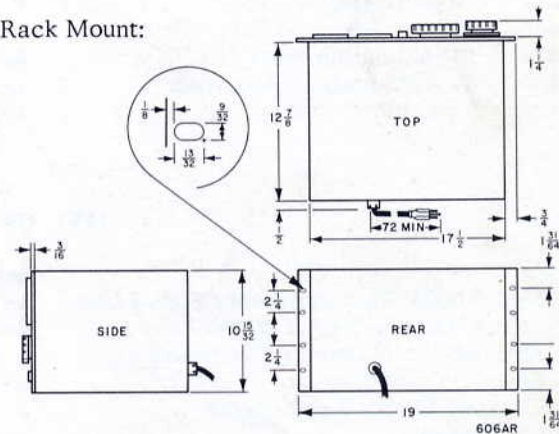 Rack Mount:
1/8
9/32
13/32
12 7/8
TOP
1 1/4
1/2
72 MIN
17 1/2
3/4
3/16
SIDE
10 15/32
2 1/4
2 1/4
REAR
1 31/64
1 31/64
19
606AR